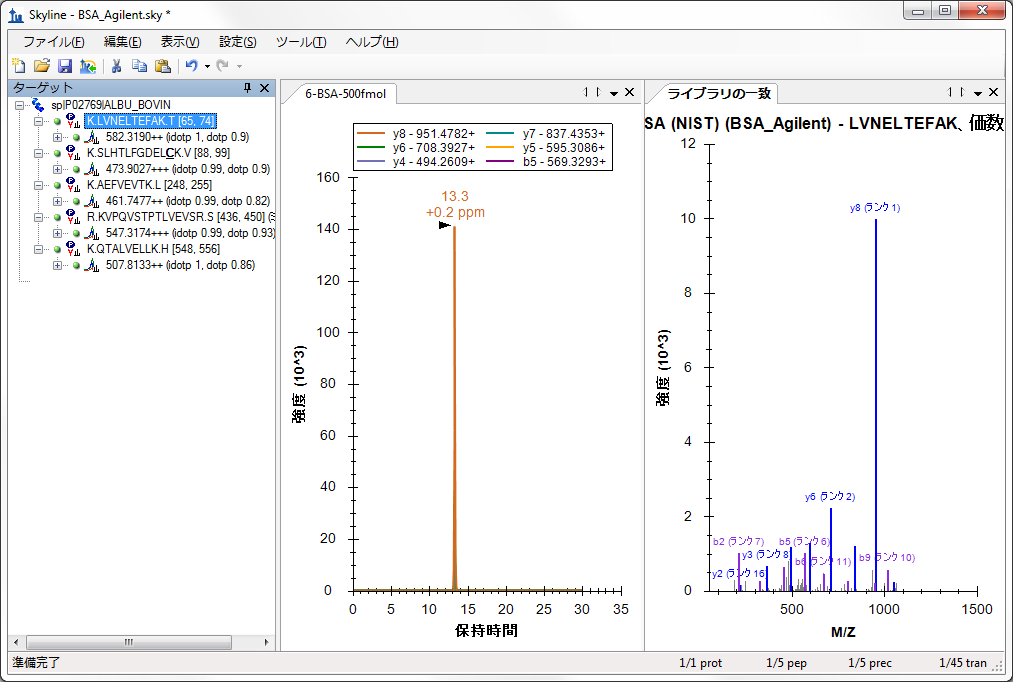 Skyline - BSA_Agilent.sky *
ファイル(F) 編集(E) 表示(V) 設定(S) ツール(T) ヘルプ(H)
ターゲット
sp|P02769|ALBU_BOVIN
K.LVNELTEFAK.T [65, 74]
582.3190++ (idotp 1, dotp 0.9)
K.SLHTLFGDELCK.V [88, 99]
473.9027+++ (idotp 0.99, dotp 0.9)
K.AEFVEVTK.L [248, 255]
461.7477++ (idotp 0.99, dotp 0.82)
R.KVPQVSTPTLVEVSR.S [436, 450]
547.3174+++ (idotp 0.99, dotp 0.93)
K.QTALVELLK.H [548, 556]
507.8133++ (idotp 1, dotp 0.86)
6-BSA-500fmol
y8 - 951.4782+ y7 - 837.4353+
y6 - 708.3927+ y5 - 595.3086+
y4 - 494.2609+ b5 - 569.3293+
13.3
+0.2 ppm
160
140
120
100
80
60
40
20
0
強度 (10^3)
0 5 10 15 20 25 30 35
保持時間
ライブラリの一致
SA (NIST) (BSA_Agilent) - LVNELTEFAK、価数
12
10
8
6
4
2
0
強度 (10^3)
y8 (ランク 1)
y6 (ランク 2)
b2 (ランク 7) b5 (ランク 6)
y3 (ランク 8 b9 (ランク 10)
b6 (ランク 11)
y2 (ランク 16)
500 1000 1500
M/Z
準備完了 1/1 prot 1/5 pep 1/5 prec 1/45 tran